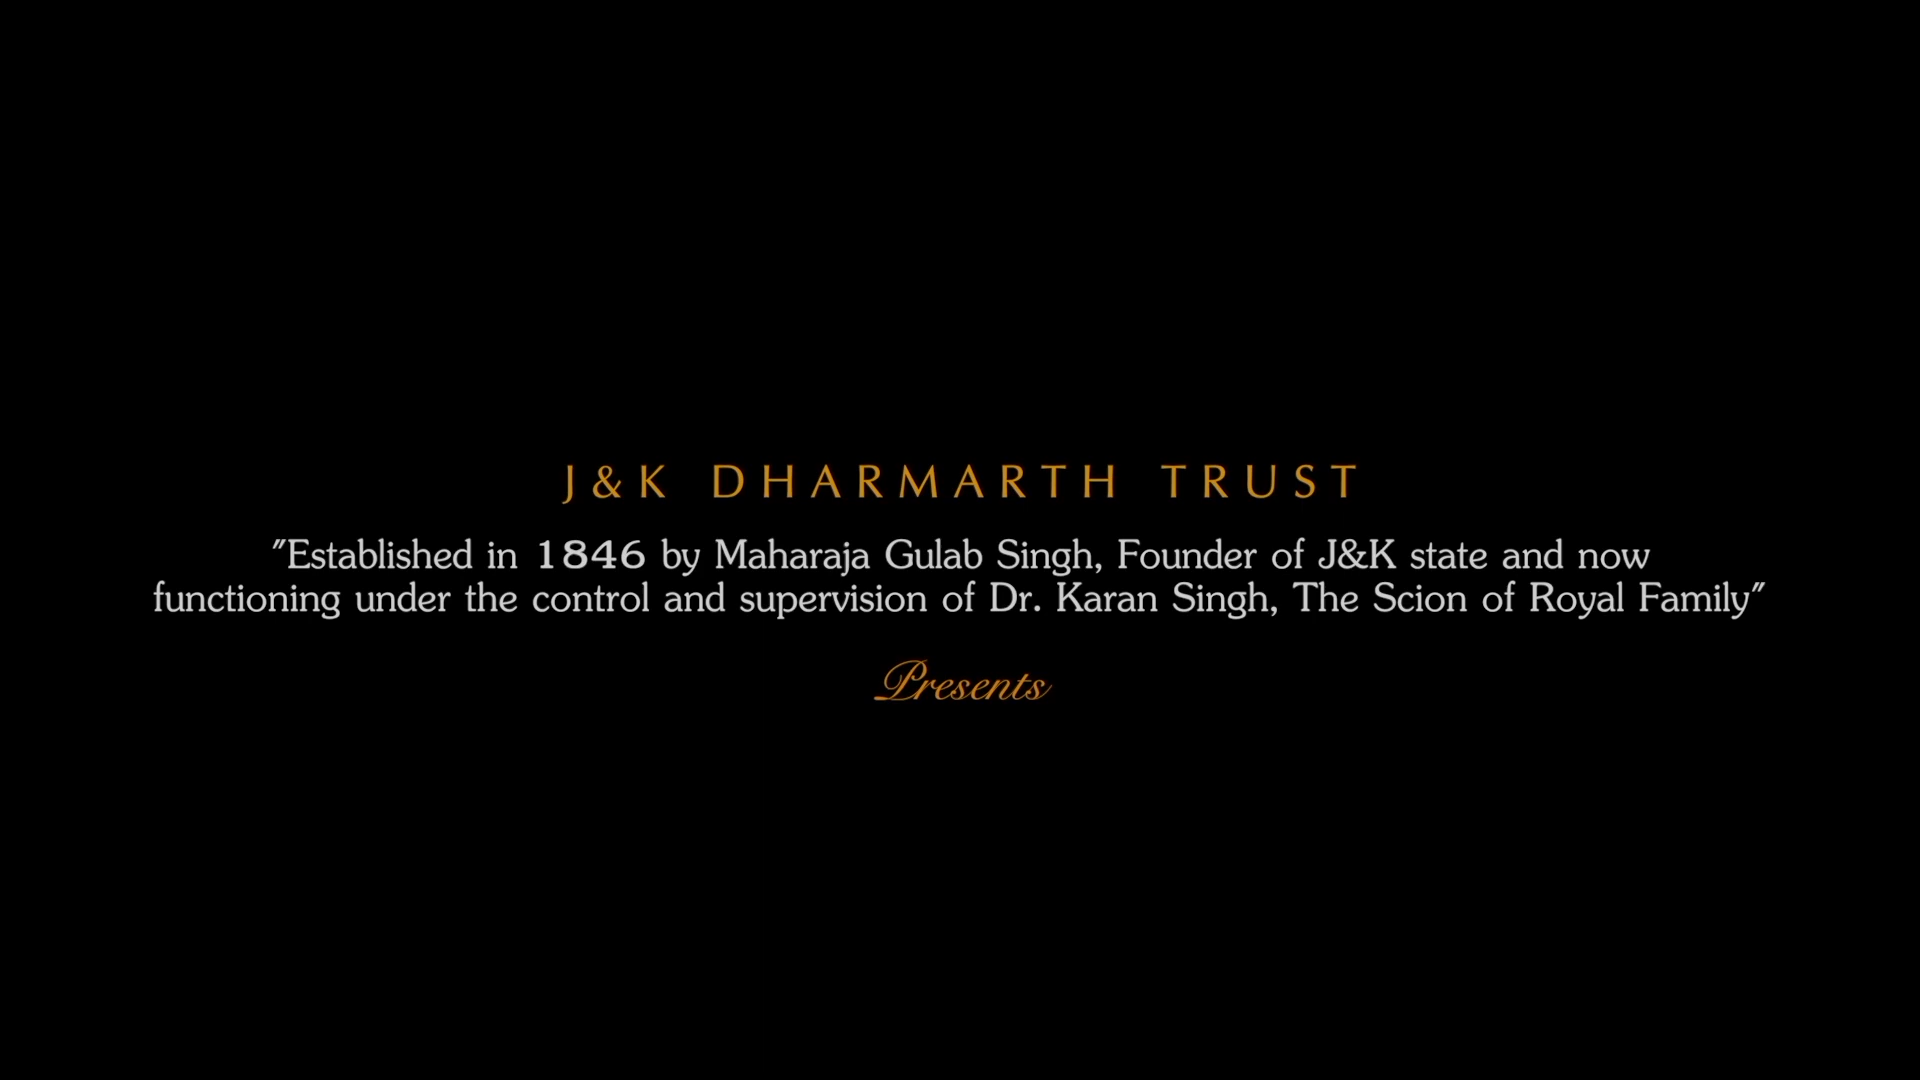 J&K DHARMARTH TRUST
"Established in 1846 by Maharaja Gulab Singh, Founder of J&K state and now
functioning under the control and supervision of Dr. Karan Singh, The Scion of Royal Family"
Presents